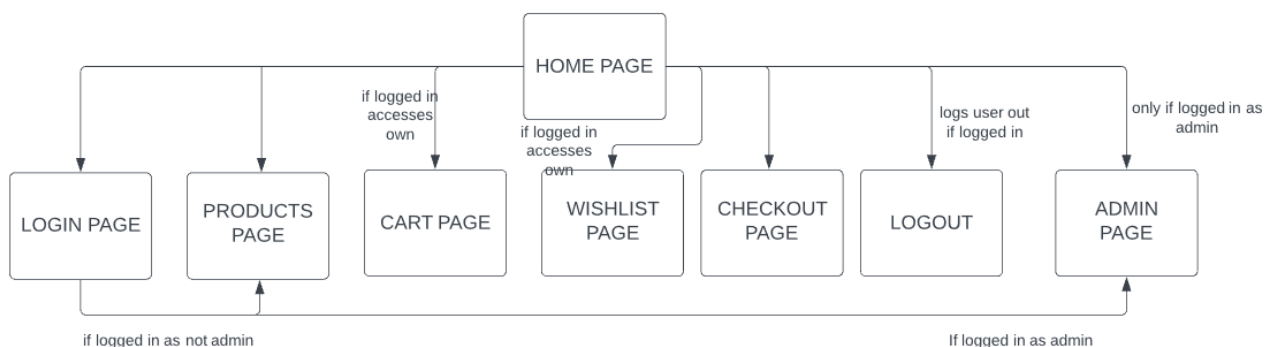 HOME PAGE
if logged in
accesses
own
if logged in
accesses
own
logs user out
if logged in
only if logged in as
admin
LOGIN PAGE
PRODUCTS
PAGE
CART PAGE
WISHLIST
PAGE
CHECKOUT
PAGE
LOGOUT
ADMIN
PAGE
if logged in as not admin
If logged in as admin